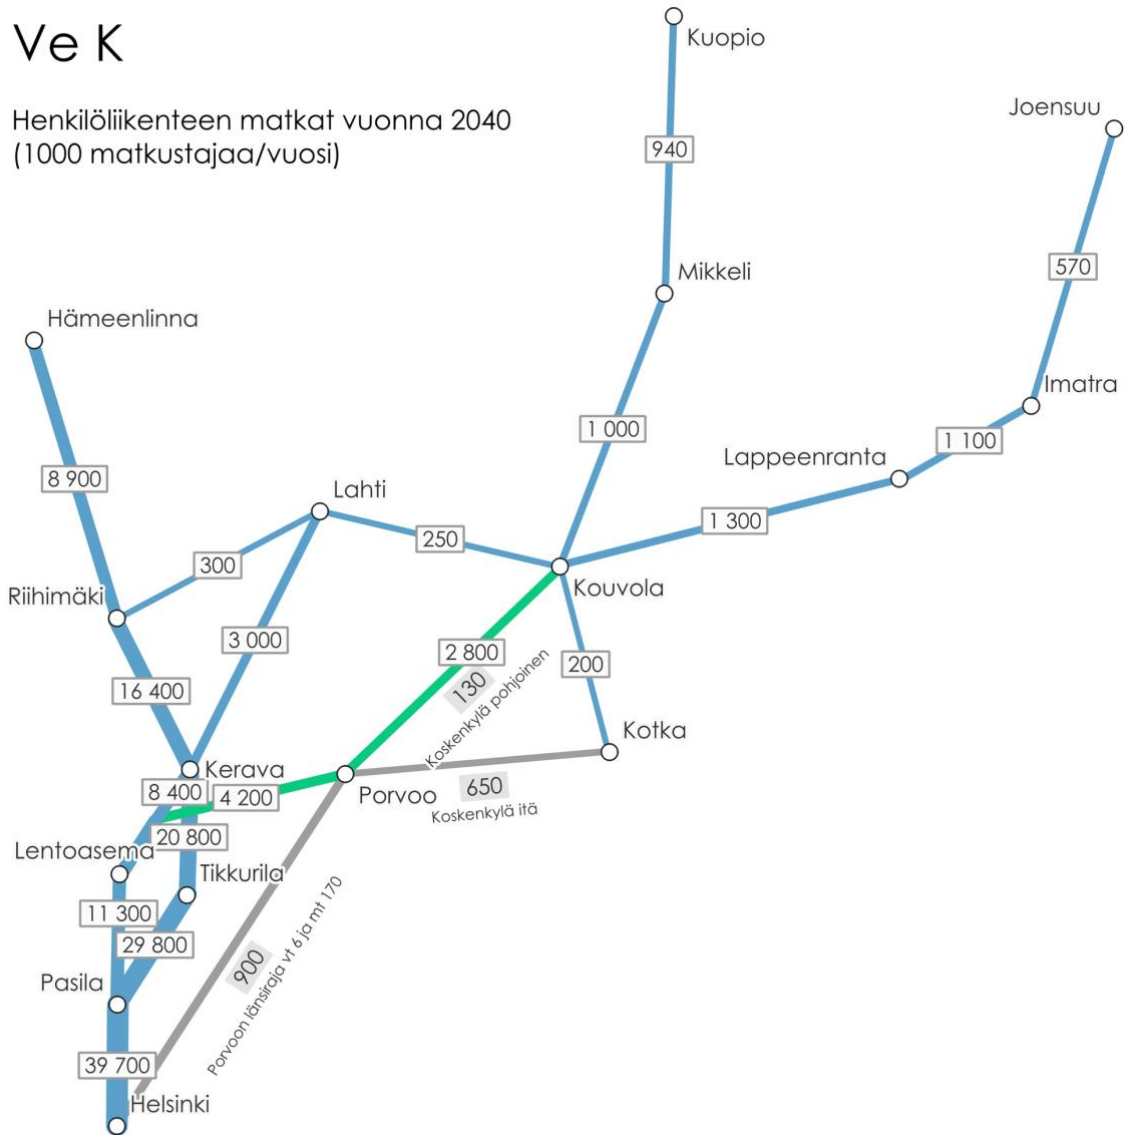 Ve K
Henkilöliikenteen matkat vuonna 2040
(1000 matkustajaa/vuosi)
Kuopio
Joensuu
940
570
Mikkeli
Hämeenlinna
Imatra
1 000
1 100
Lappeenranta
8 900
Lahti
1 300
250
300
Kouvola
Riihimäki
3 000
2 800
200
130
Koskenkylä pohjoinen
16 400
Kotka
Kerava
8 400
4 200
Porvoo
650
Koskenkylä itä
20 800
Lentoasema
Tikkurila
11 300
29 800
900
Porvoon länsiraja vt 6 ja mt 170
Pasila
39 700
Helsinki